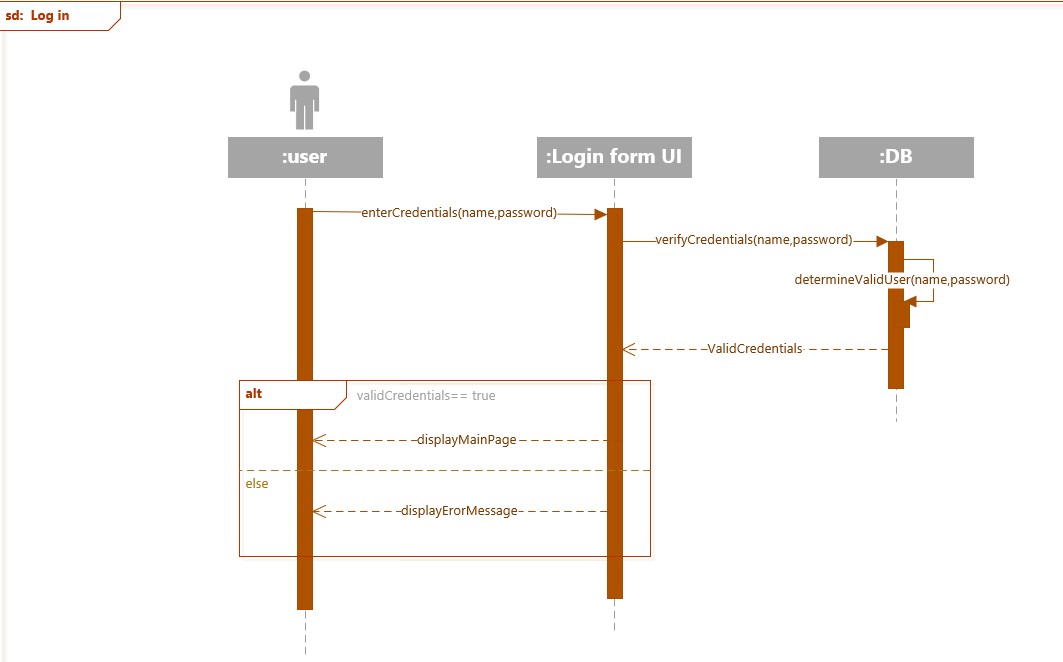 sd: Log in
:user
:Login form UI
:DB
enterCredentials(name,password)
verifyCredentials(name,password)
determineValidUser(name,password)
ValidCredentials
alt
validCredentials== true
displayMainPage
else
displayErorMessage